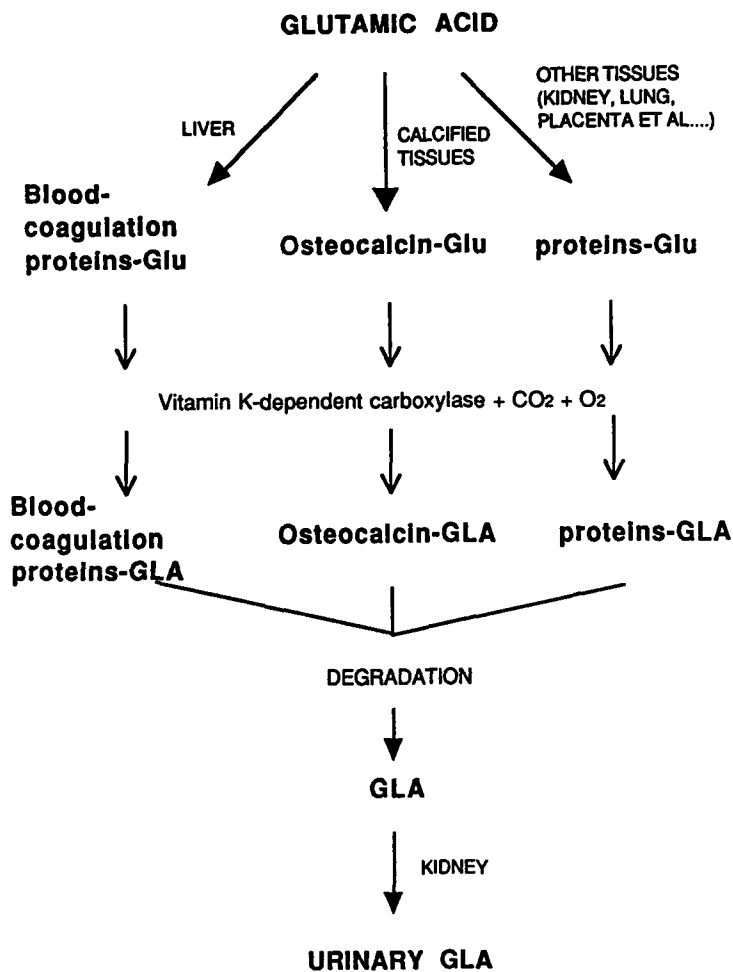 GLUTAMIC ACID
LIVER
CALCIFIED
TISSUES
OTHER TISSUES
(KIDNEY, LUNG,
PLACENTA ET AL....)
Blood-
coagulation
proteins-Glu
Osteocalcin-Glu
proteins-Glu
Vitamin K-dependent carboxylase + CO2 + O2
Blood-
coagulation
proteins-GLA
Osteocalcin-GLA
proteins-GLA
DEGRADATION
GLA
KIDNEY
URINARY GLA